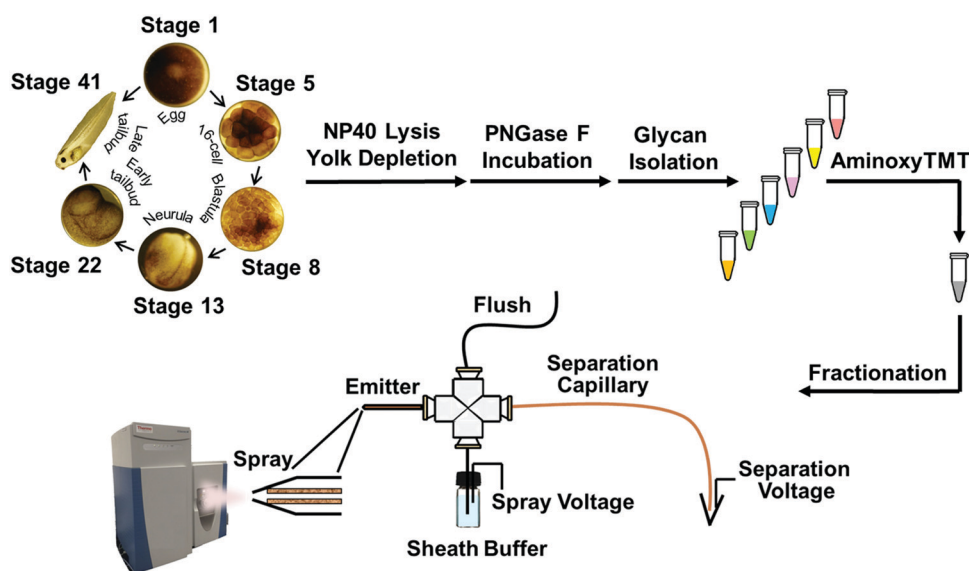 Stage 1
Stage 41
Stage 5
Egg
16-cell
Blastula
Neurula
Early
tailbud
Late
tailbud
Stage 22
Stage 8
Stage 13
NP40 Lysis
Yolk Depletion
PNGase F
Incubation
Glycan
Isolation
AminoxyTMT
Fractionation
Flush
Emitter
Separation
Capillary
Spray
Spray Voltage
Separation
Voltage
Sheath Buffer